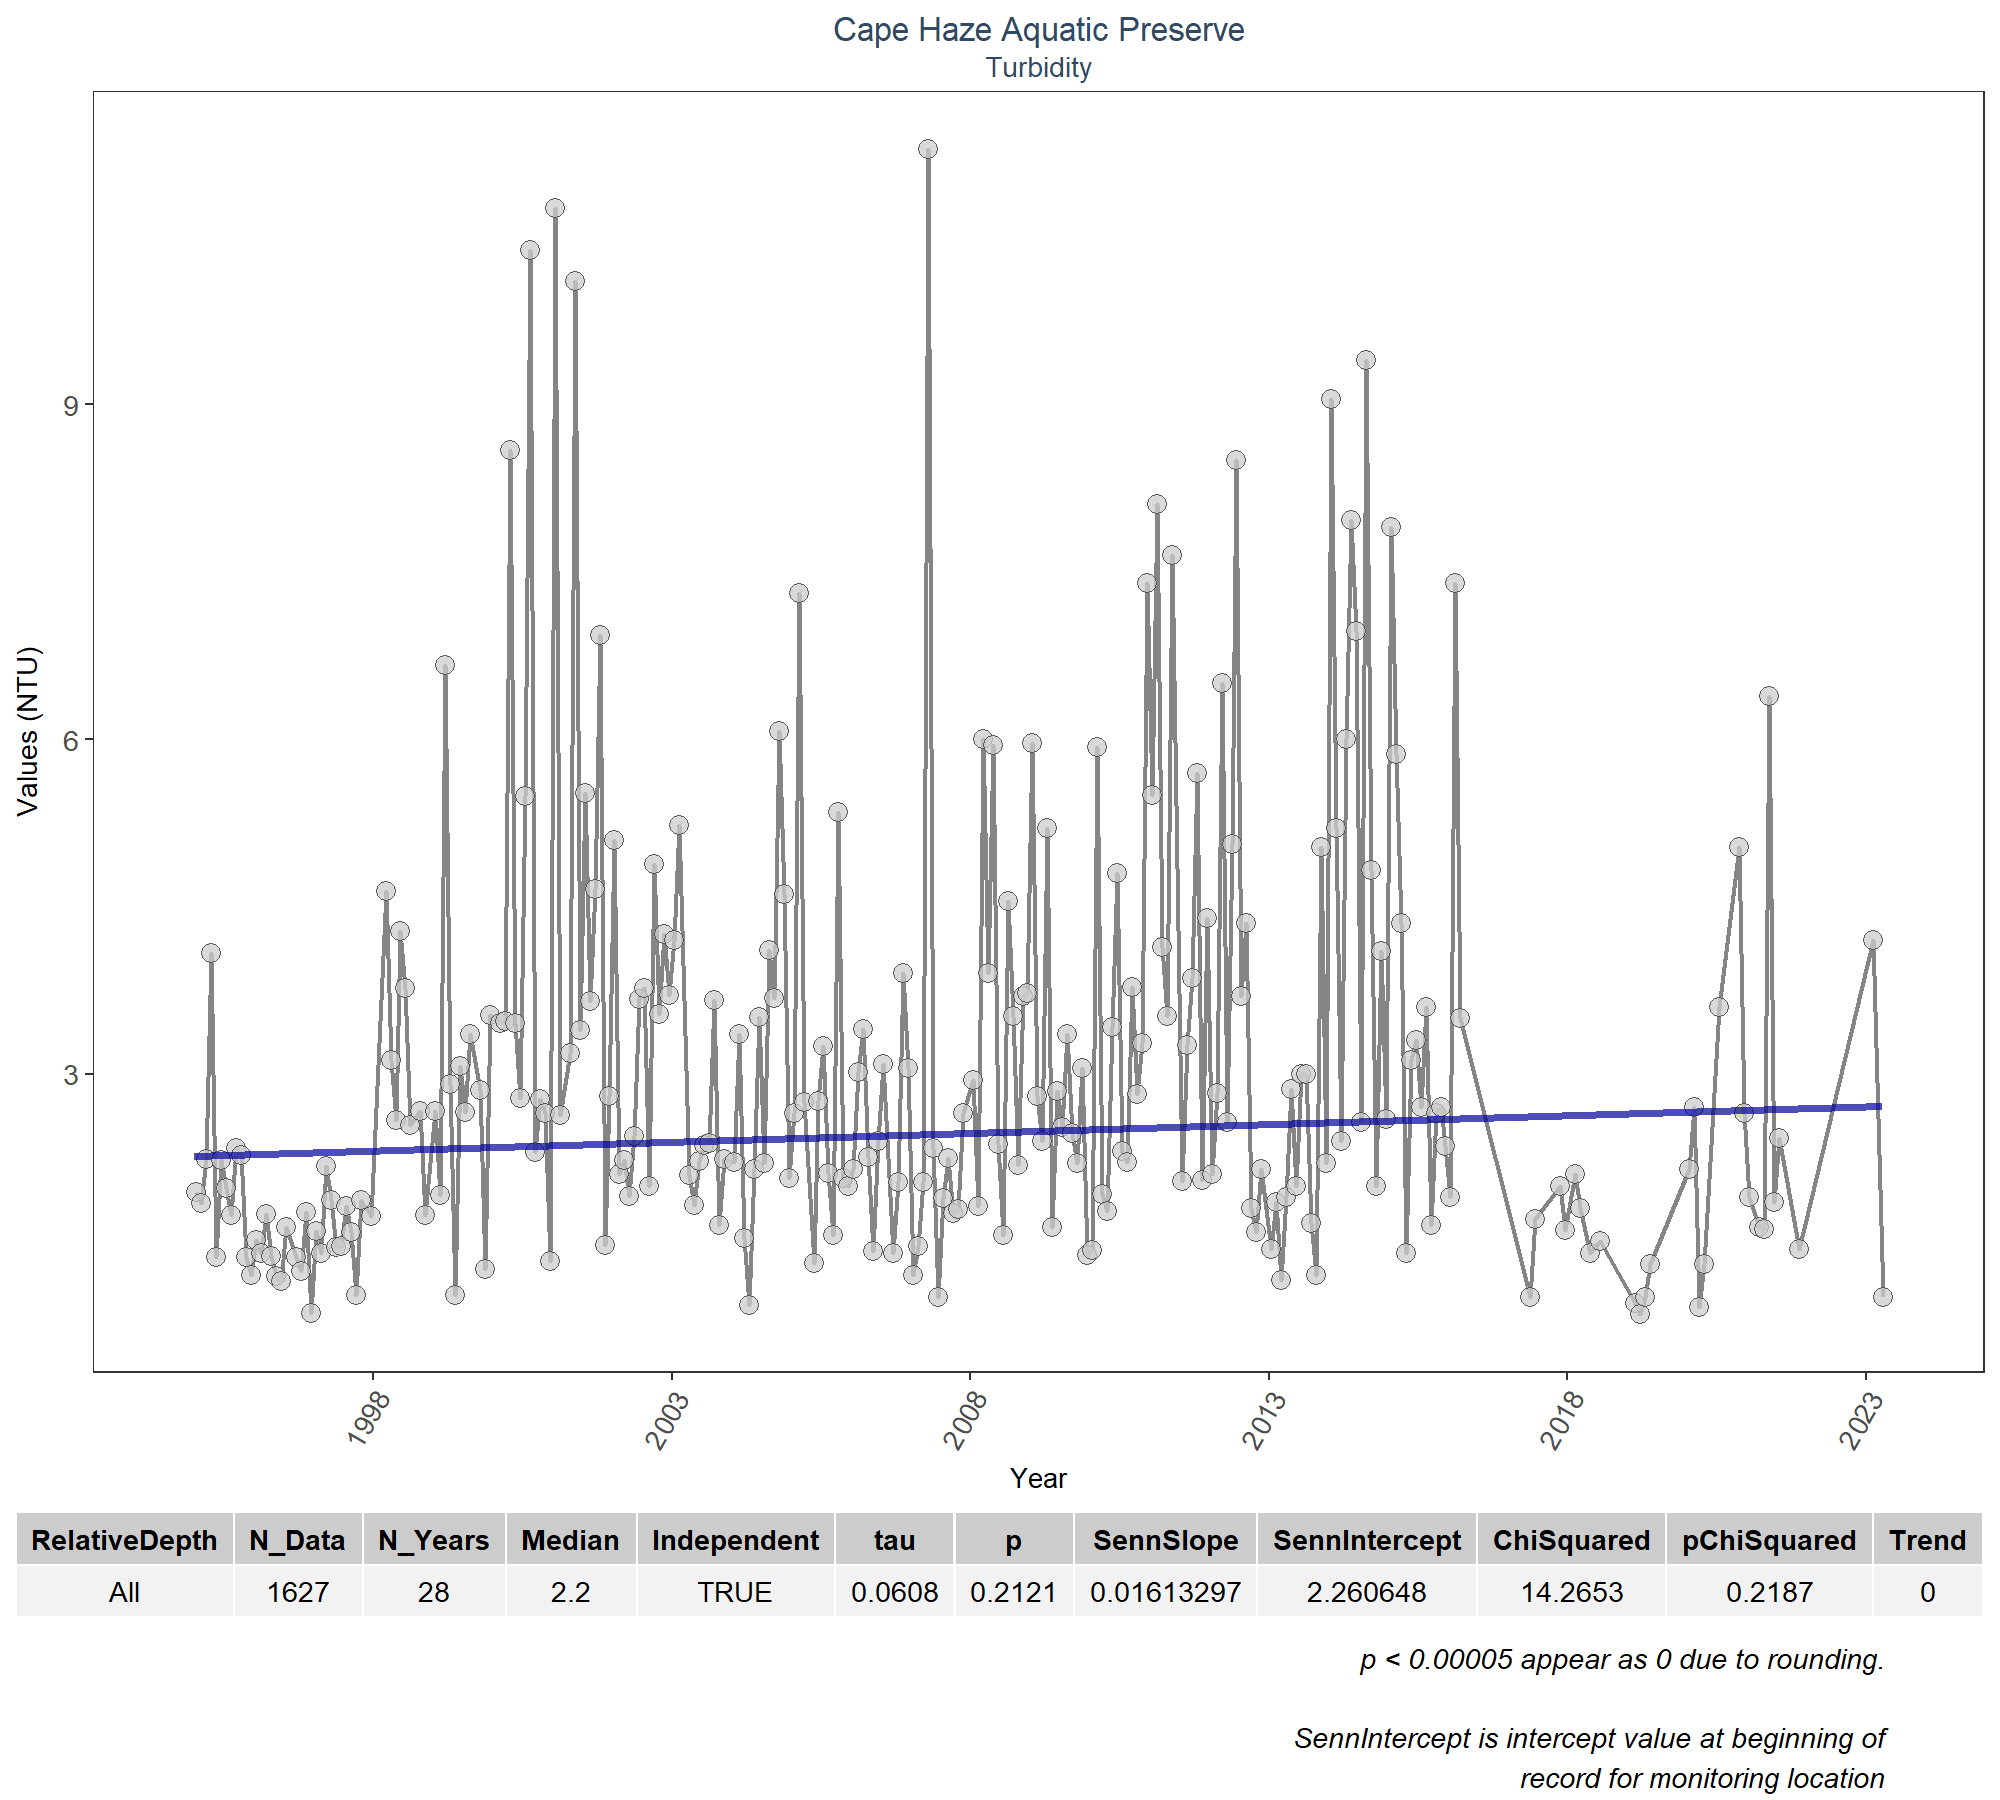 Cape Haze Aquatic Preserve
Turbidity
Values (NTU)
9
6
3
1998
2003
2008
2013
2018
2023
Year
RelativeDepth N_Data N_Years Median Independent tau p SennSlope SennIntercept ChiSquared pChiSquared Trend
All 1627 28 2.2 TRUE 0.0608 0.2121 0.01613297 2.260648 14.2653 0.2187 0
p < 0.00005 appear as 0 due to rounding.
SennIntercept is intercept value at beginning of
record for monitoring location